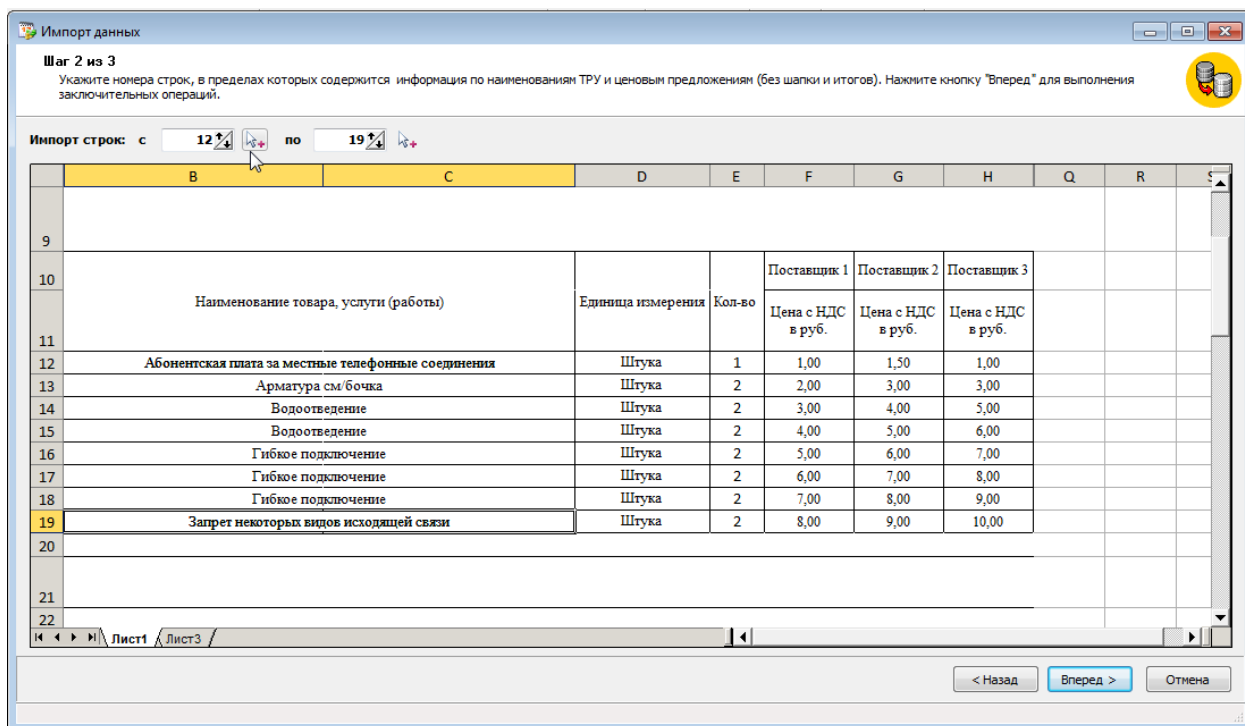 Импорт данных
Шаг 2 из 3
Укажите номера строк, в пределах которых содержится информация по наименованиям ТРУ и ценовым предложениям (без шапки и итогов). Нажмите кнопку "Вперед" для выполнения
заключительных операций.
Импорт строк: с 12 по 19
B C D E F G H Q R S
9
10 Поставщик 1 Поставщик 2 Поставщик 3
Наименование товара, услуги (работы) Единица измерения Кол-во
11 Цена с НДС в руб. Цена с НДС в руб. Цена с НДС в руб.
12 Абонентская плата за местные телефонные соединения Штука 1 1,00 1,50 1,00
13 Арматура см/бочка Штука 2 2,00 3,00 3,00
14 Водоотведение Штука 2 3,00 4,00 5,00
15 Водоотведение Штука 2 4,00 5,00 6,00
16 Гибкое подключение Штука 2 5,00 6,00 7,00
17 Гибкое подключение Штука 2 6,00 7,00 8,00
18 Гибкое подключение Штука 2 7,00 8,00 9,00
19 Запрет некоторых видов исходящей связи Штука 2 8,00 9,00 10,00
20
21
22
Лист1 Лист3
< Назад Вперед > Отмена